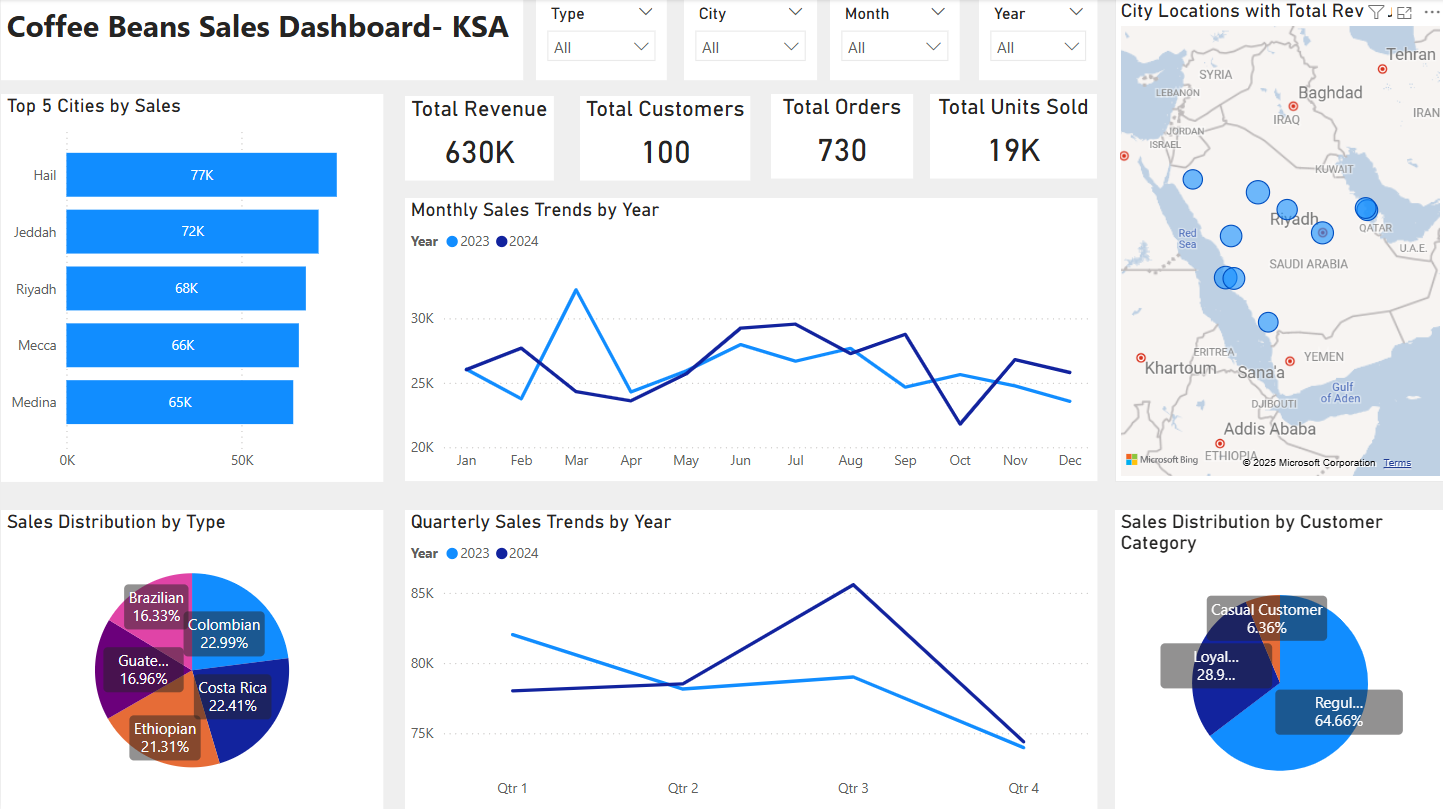 Coffee Beans Sales Dashboard- KSA
Type
All
City
All
Month
All
Year
All
City Locations with Total Rev
Top 5 Cities by Sales
Hail
77K
Jeddah
72K
Riyadh
68K
Mecca
66K
Medina
65K
0K
50K
Total Revenue
630K
Total Customers
100
Total Orders
730
Total Units Sold
19K
Monthly Sales Trends by Year
Year 2023 2024
30K
25K
20K
Jan Feb Mar Apr May Jun Jul Aug Sep Oct Nov Dec
Tehran
SYRIA
LEBANON
Baghdad
IRAQ
IRAN
JORDAN
ISRAEL
KUWAIT
Riyadh
QATAR
Red
Sea
U.A.E.
SAUDI ARABIA
ERITREA
YEMEN
Khartoum
Sana'a
Gulf
of Aden
DJIBOUTI
Addis Ababa
ETHIOPIA
Microsoft Bing
© 2025 Microsoft Corporation Terms
Sales Distribution by Type
Brazilian
16.33%
Colombian
22.99%
Guate...
16.96%
Costa Rica
22.41%
Ethiopian
21.31%
Quarterly Sales Trends by Year
Year 2023 2024
85K
80K
75K
Qtr 1 Qtr 2 Qtr 3 Qtr 4
Sales Distribution by Customer
Category
Casual Customer
6.36%
Loyal...
28.9...
Regul...
64.66%